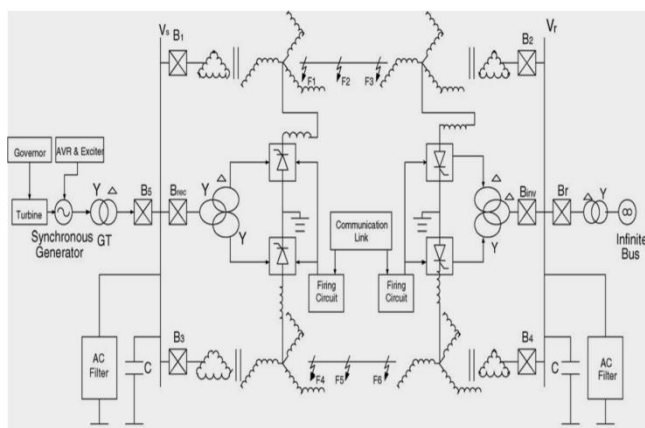 Vs
Vr
B1
B2
F1
F2
F3
Governor
AVR & Exciter
Turbine
Synchronous
Generator
Y
Δ
GT
B5
Brec
Y
Δ
Y
Communication
Link
Firing
Circuit
Firing
Circuit
Δ
Δ
Y
Binv
Br
Δ
Y
∞
Infinite
Bus
B3
B4
F4
F5
F6
AC
Filter
C
C
AC
Filter